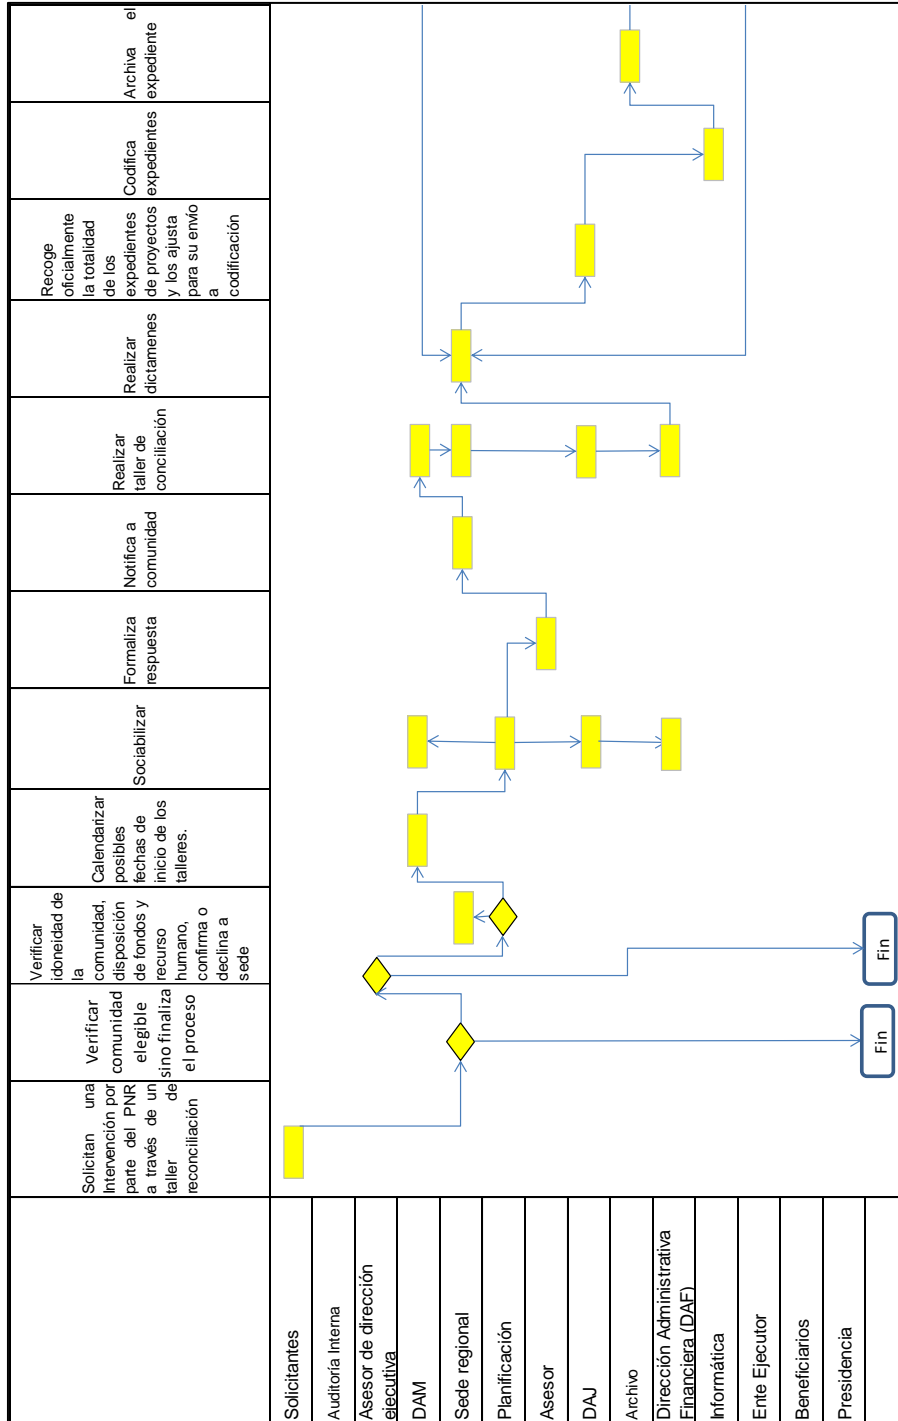 Archiva el
expediente
Codifica
expedientes
Recoge
oficialmente
la totalidad
de los
expedientes
de proyectos
y los ajusta
para su envío
a
codificación
Realizar
dictamenes
Realizar
taller de
conciliación
Notifica a
comunidad
Formaliza
respuesta
Sociabilizar
Calendarizar
posibles
fechas de
inicio de los
talleres.
Verificar
idoneidad de
la
comunidad,
disposición
de fondos y
recurso
humano,
confirma o
declina a
sede
Verificar
comunidad
elegible
sino finaliza
el proceso
Solicitan una
Intervención por
parte del PNR
a través de un
taller de
reconciliación
Solicitantes
Auditoría Interna
Asesor de dirección
ejecutiva
DAM
Sede regional
Planificación
Asesor
DAJ
Archivo
Dirección Administrativa
Financiera (DAF)
Informática
Ente Ejecutor
Beneficiarios
Presidencia
Fin
Fin